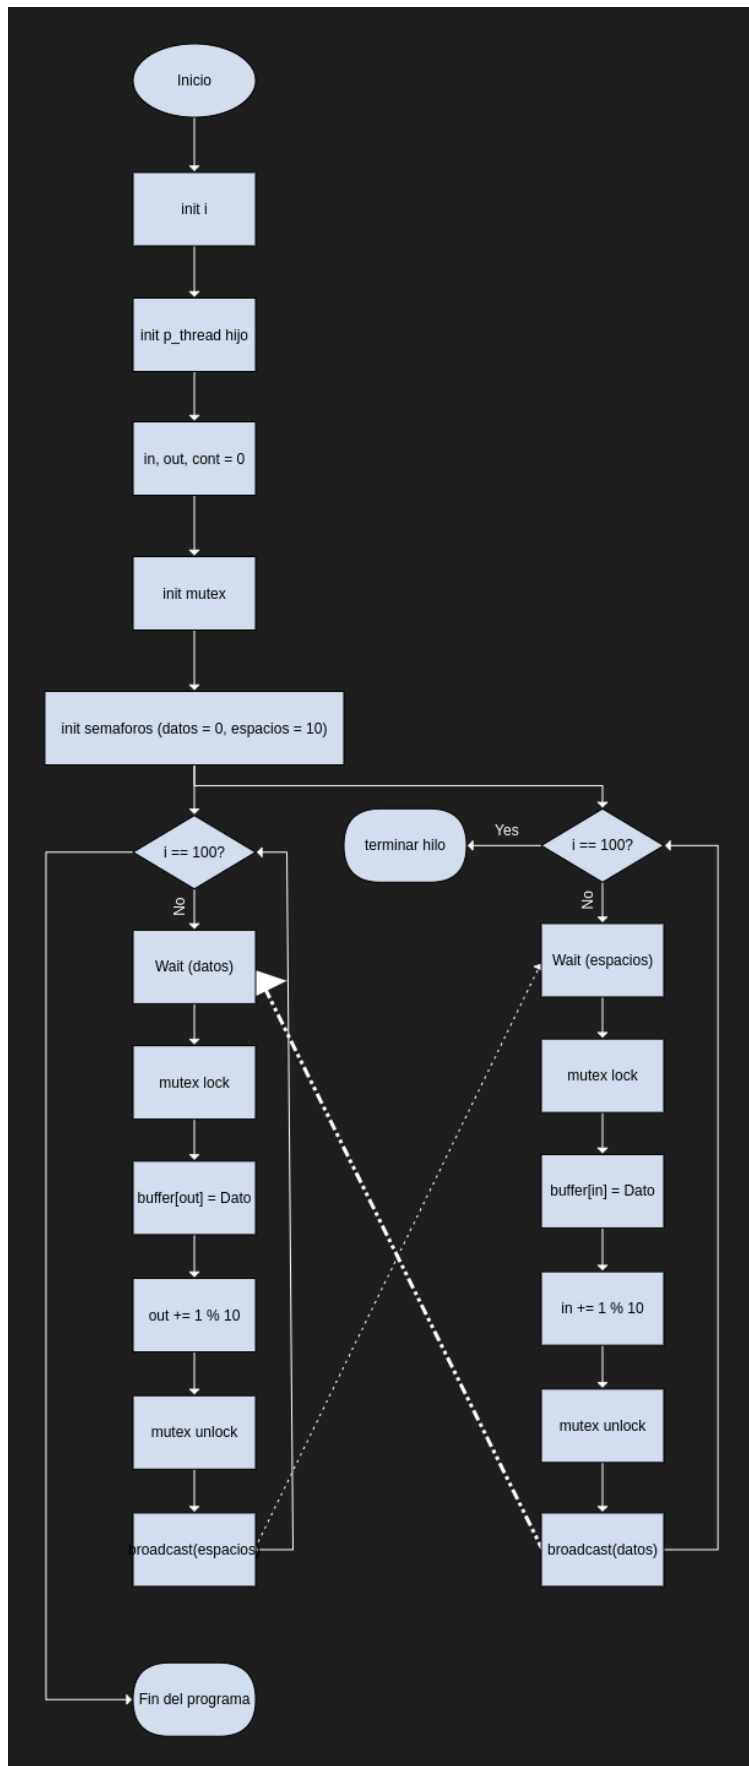 Inicio
init i
init p_thread hijo
in, out, cont = 0
init mutex
init semaforos (datos = 0, espacios = 10)
i == 100?
No
Wait (datos)
mutex lock
buffer[out] = Dato
out += 1 % 10
mutex unlock
broadcast(espacios)
Fin del programa
terminar hilo
Yes
i == 100?
No
Wait (espacios)
mutex lock
buffer[in] = Dato
in += 1 % 10
mutex unlock
broadcast(datos)